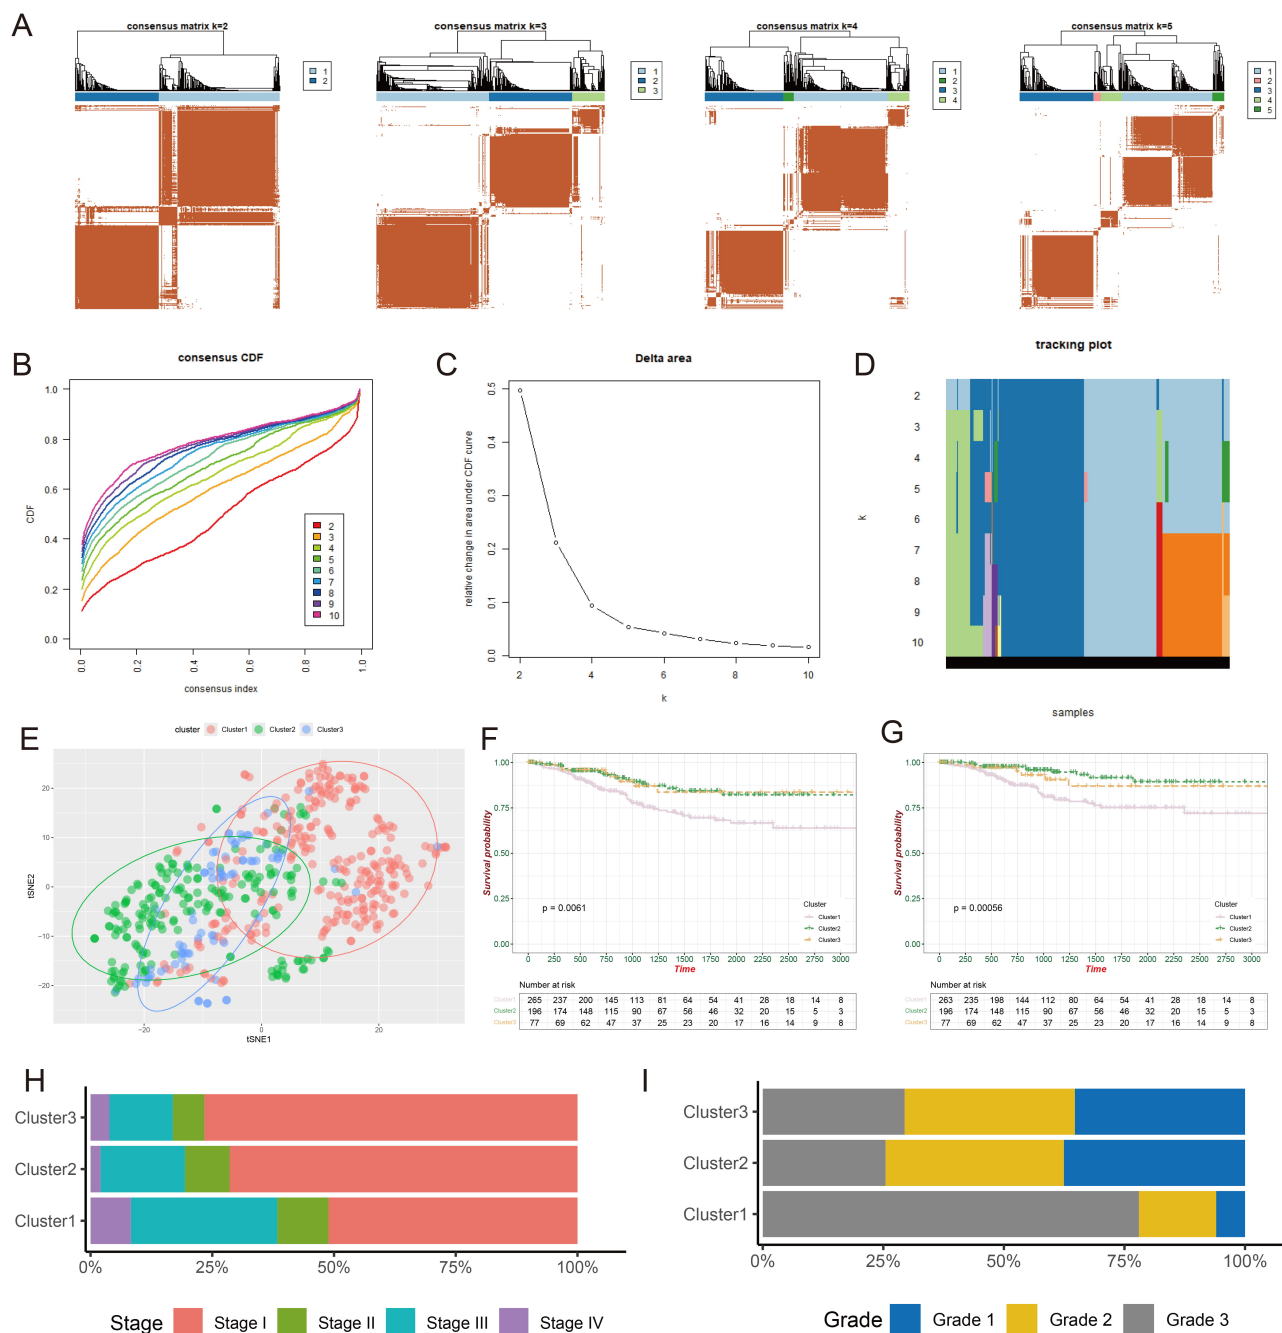 A
consensus matrix k=2
1
2
consensus matrix k=3
1
2
3
consensus matrix k=4
1
2
3
4
consensus matrix k=5
1
2
3
4
5
B
consensus CDF
CDF
1.0
0.8
0.6
0.4
0.2
0.0
0.0 0.2 0.4 0.6 0.8 1.0
consensus index
2
3
4
5
6
7
8
9
10
C
Delta area
relative change in area under CDF curve
0.5
0.4
0.3
0.2
0.1
0.0
2 4 6 8 10
k
D
tracking plot
k
2
3
4
5
6
7
8
9
10
samples
E
cluster Cluster1 Cluster2 Cluster3
tSNE2
20
10
0
−10
−20
−20 0 20
tSNE1
F
Survival probability
1.00
0.75
0.50
0.25
0.00
p = 0.0061
Cluster
Cluster1
Cluster2
Cluster3
0 250 500 750 1000 1250 1500 1750 2000 2250 2500 2750 3000
Time
Number at risk
Cluster1 265 237 200 145 113 81 64 54 41 28 18 14 8
Cluster2 196 174 148 115 90 67 56 46 32 20 15 5 3
Cluster3 77 69 62 47 37 25 23 20 17 16 14 9 8
G
Survival probability
1.00
0.75
0.50
0.25
0.00
p = 0.00056
Cluster
Cluster1
Cluster2
Cluster3
0 250 500 750 1000 1250 1500 1750 2000 2250 2500 2750 3000
Time
Number at risk
Cluster1 263 235 198 144 112 80 64 54 41 28 18 14 8
Cluster2 196 174 148 115 90 67 56 46 32 20 15 5 3
Cluster3 77 69 62 47 37 25 23 20 17 16 14 9 8
H
Cluster3
Cluster2
Cluster1
0% 25% 50% 75% 100%
Stage Stage I Stage II Stage III Stage IV
I
Cluster3
Cluster2
Cluster1
0% 25% 50% 75% 100%
Grade Grade 1 Grade 2 Grade 3